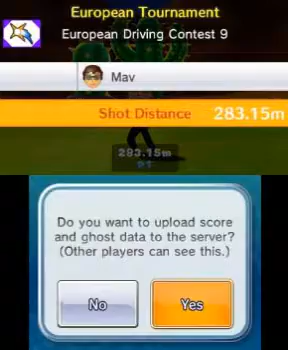 European Tournament
European Driving Contest 9
Mav
Shot Distance 283.15m
283.15m
Do you want to upload score
and ghost data to the server?
(Other players can see this.)
No Yes